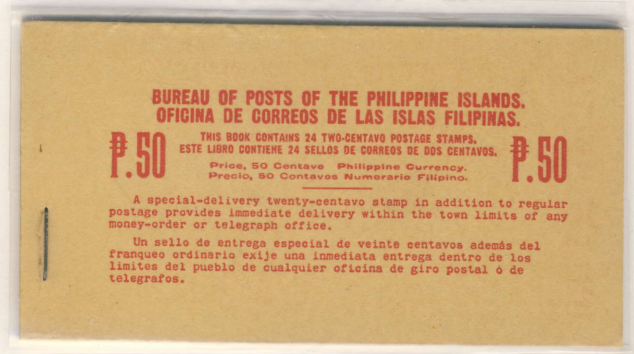 BUREAU OF POSTS OF THE PHILIPPINE ISLANDS.
OFICINA DE CORREOS DE LAS ISLAS FILIPINAS.
₱.50
THIS BOOK CONTAINS 24 TWO-CENTAVO POSTAGE STAMPS.
ESTE LIBRO CONTIENE 24 SELLOS DE CORREOS DE DOS CENTAVOS.
Price, 50 Centavs Philippine Currency.
Precio, 50 Centavos Numerario Filipino.
₱.50
A special-delivery twenty-centavo stamp in addition to regular
postage provides immediate delivery within the town limits of any
money-order or telegraph office.
Un sello de entrega especial de veinte centavos además del
franqueo ordinario exije una inmediata entrega dentro de los
límites del pueblo de cualquier oficina de giro postal ó de
telegrafos.